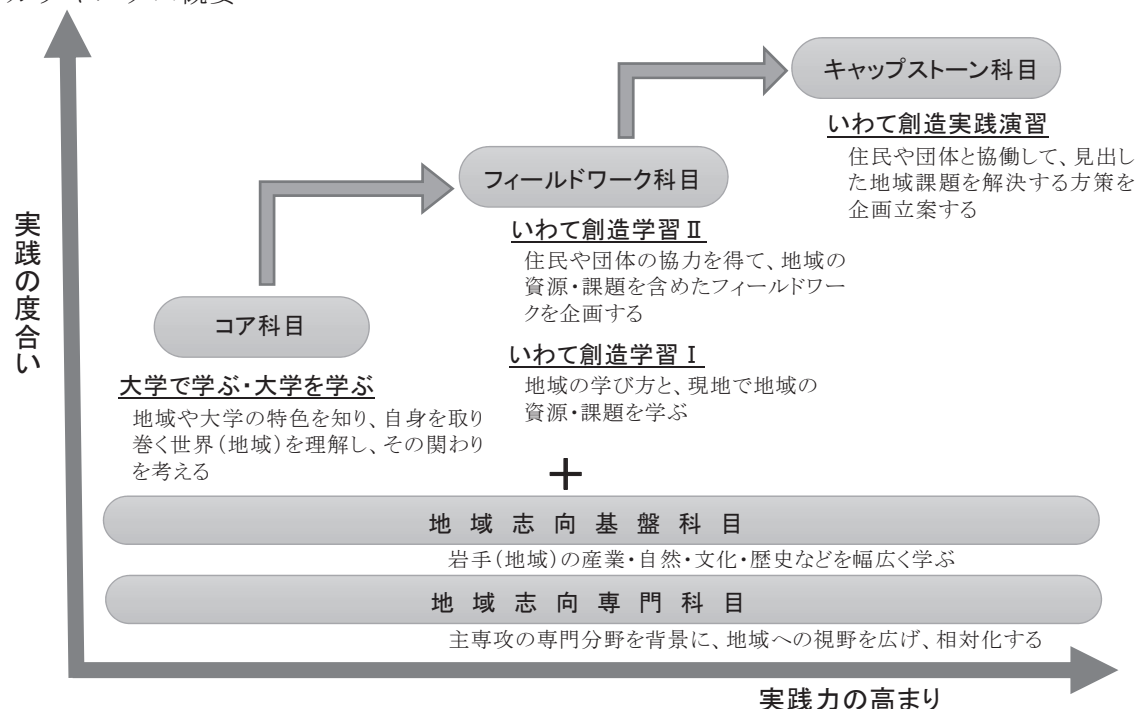 キャップストーン科目
いわて創造実践演習
住民や団体と協働して、見出し
た地域課題を解決する方策を
企画立案する
フィールドワーク科目
いわて創造学習Ⅱ
住民や団体の協力を得て、地域の
資源・課題を含めたフィールドワー
クを企画する
いわて創造学習Ⅰ
地域の学び方と、現地で地域の
資源・課題を学ぶ
コア科目
大学で学ぶ・大学を学ぶ
地域や大学の特色を知り、自身を取り
巻く世界(地域)を理解し、その関わり
を考える
+
地域志向基盤科目
岩手(地域)の産業・自然・文化・歴史などを幅広く学ぶ
地域志向専門科目
主専攻の専門分野を背景に、地域への視野を広げ、相対化する
実践の度合い
実践力の高まり